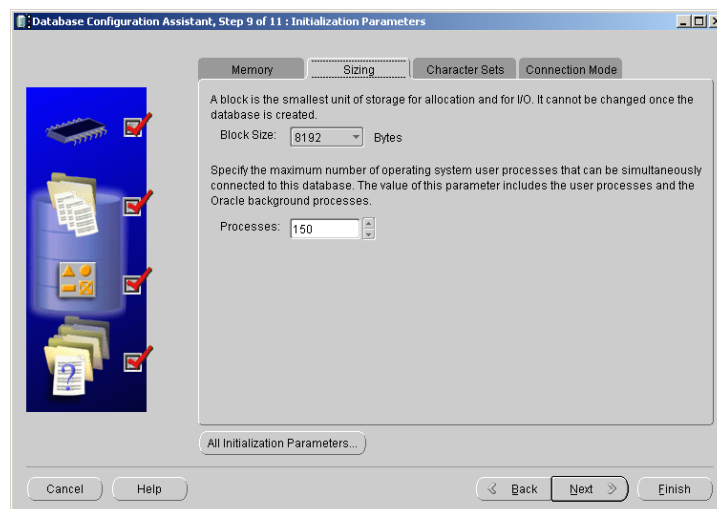 Database Configuration Assistant, Step 9 of 11 : Initialization Parameters
Memory Sizing Character Sets Connection Mode
A block is the smallest unit of storage for allocation and for I/O. It cannot be changed once the
database is created.
Block Size: 8192 Bytes
Specify the maximum number of operating system user processes that can be simultaneously
connected to this database. The value of this parameter includes the user processes and the
Oracle background processes.
Processes: 150
?
All Initialization Parameters...
Cancel Help Back Next Finish